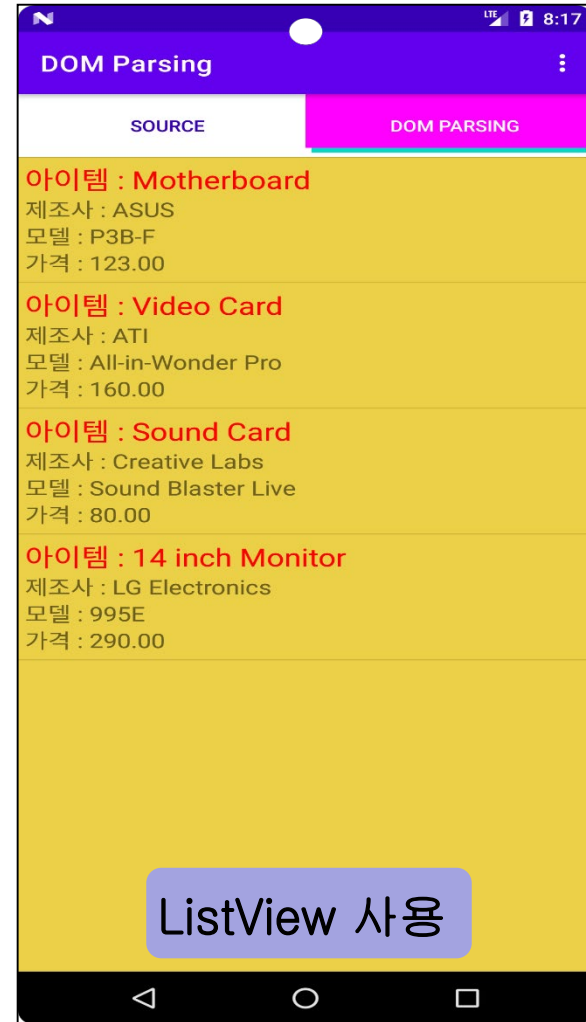 LTE 8:17
DOM Parsing
SOURCE
DOM PARSING
아이템 : Motherboard
제조사 : ASUS
모델 : P3B-F
가격 : 123.00
아이템 : Video Card
제조사 : ATI
모델 : All-in-Wonder Pro
가격 : 160.00
아이템 : Sound Card
제조사 : Creative Labs
모델 : Sound Blaster Live
가격 : 80.00
아이템 : 14 inch Monitor
제조사 : LG Electronics
모델 : 995E
가격 : 290.00
ListView 사용